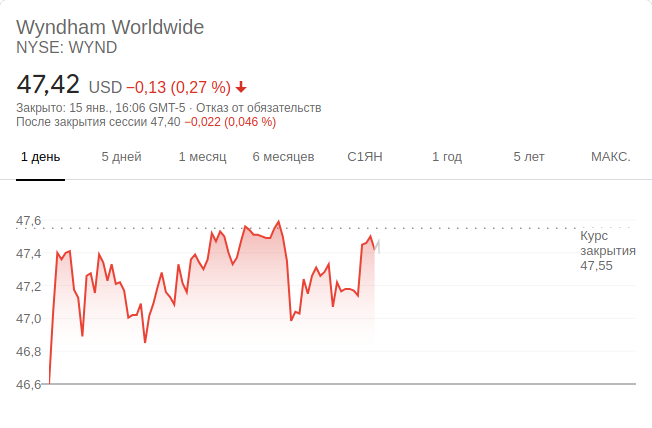 Wyndham Worldwide
NYSE: WYND
47,42 USD −0,13 (0,27 %)
Закрыто: 15 янв., 16:06 GMT-5 · Отказ от обязательств
После закрытия сессии 47,40 −0,022 (0,046 %)
1 день 5 дней 1 месяц 6 месяцев С1ЯН 1 год 5 лет МАКС.
47,6
Курс
закрытия
47,55
47,4
47,2
47,0
46,8
46,6